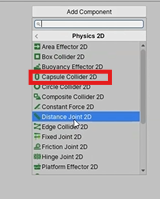 Add Component
Physics 2D
Area Effector 2D
Box Collider 2D
Buoyancy Effector 2D
Capsule Collider 2D
Circle Collider 2D
Composite Collider 2D
Constant Force 2D
Distance Joint 2D
Edge Collider 2D
Fixed Joint 2D
Friction Joint 2D
Hinge Joint 2D
Platform Effector 2D